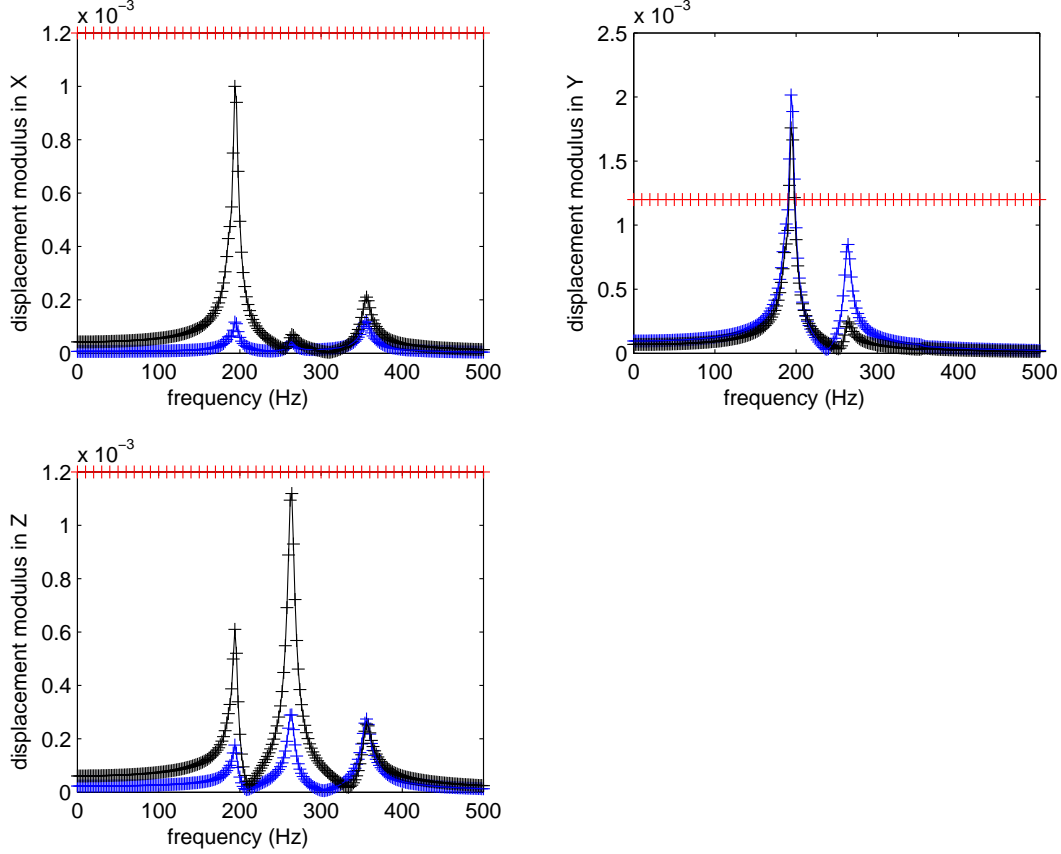 x 10−3
1.2
1
0.8
0.6
0.4
0.2
0
0 100 200 300 400 500
frequency (Hz)
displacement modulus in X
x 10−3
2.5
2
1.5
1
0.5
0
0 100 200 300 400 500
frequency (Hz)
displacement modulus in Y
x 10−3
1.2
1
0.8
0.6
0.4
0.2
0
0 100 200 300 400 500
frequency (Hz)
displacement modulus in Z